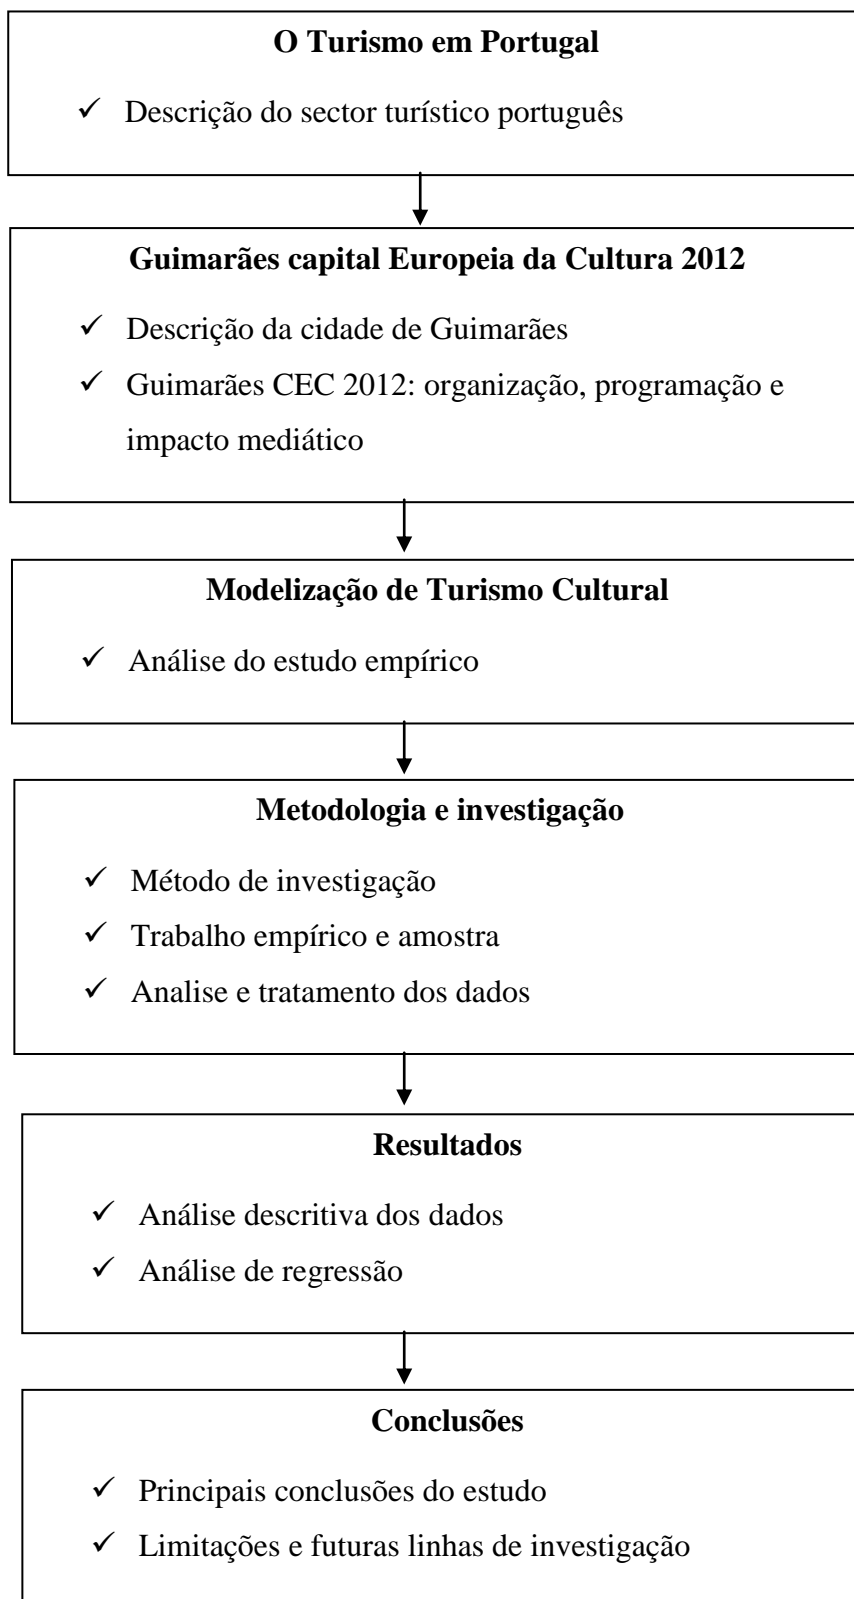 O Turismo em Portugal
✓ Descrição do sector turístico português
Guimarães capital Europeia da Cultura 2012
✓ Descrição da cidade de Guimarães
✓ Guimarães CEC 2012: organização, programação e
impacto mediático
Modelização de Turismo Cultural
✓ Análise do estudo empírico
Metodologia e investigação
✓ Método de investigação
✓ Trabalho empírico e amostra
✓ Analise e tratamento dos dados
Resultados
✓ Análise descritiva dos dados
✓ Análise de regressão
Conclusões
✓ Principais conclusões do estudo
✓ Limitações e futuras linhas de investigação